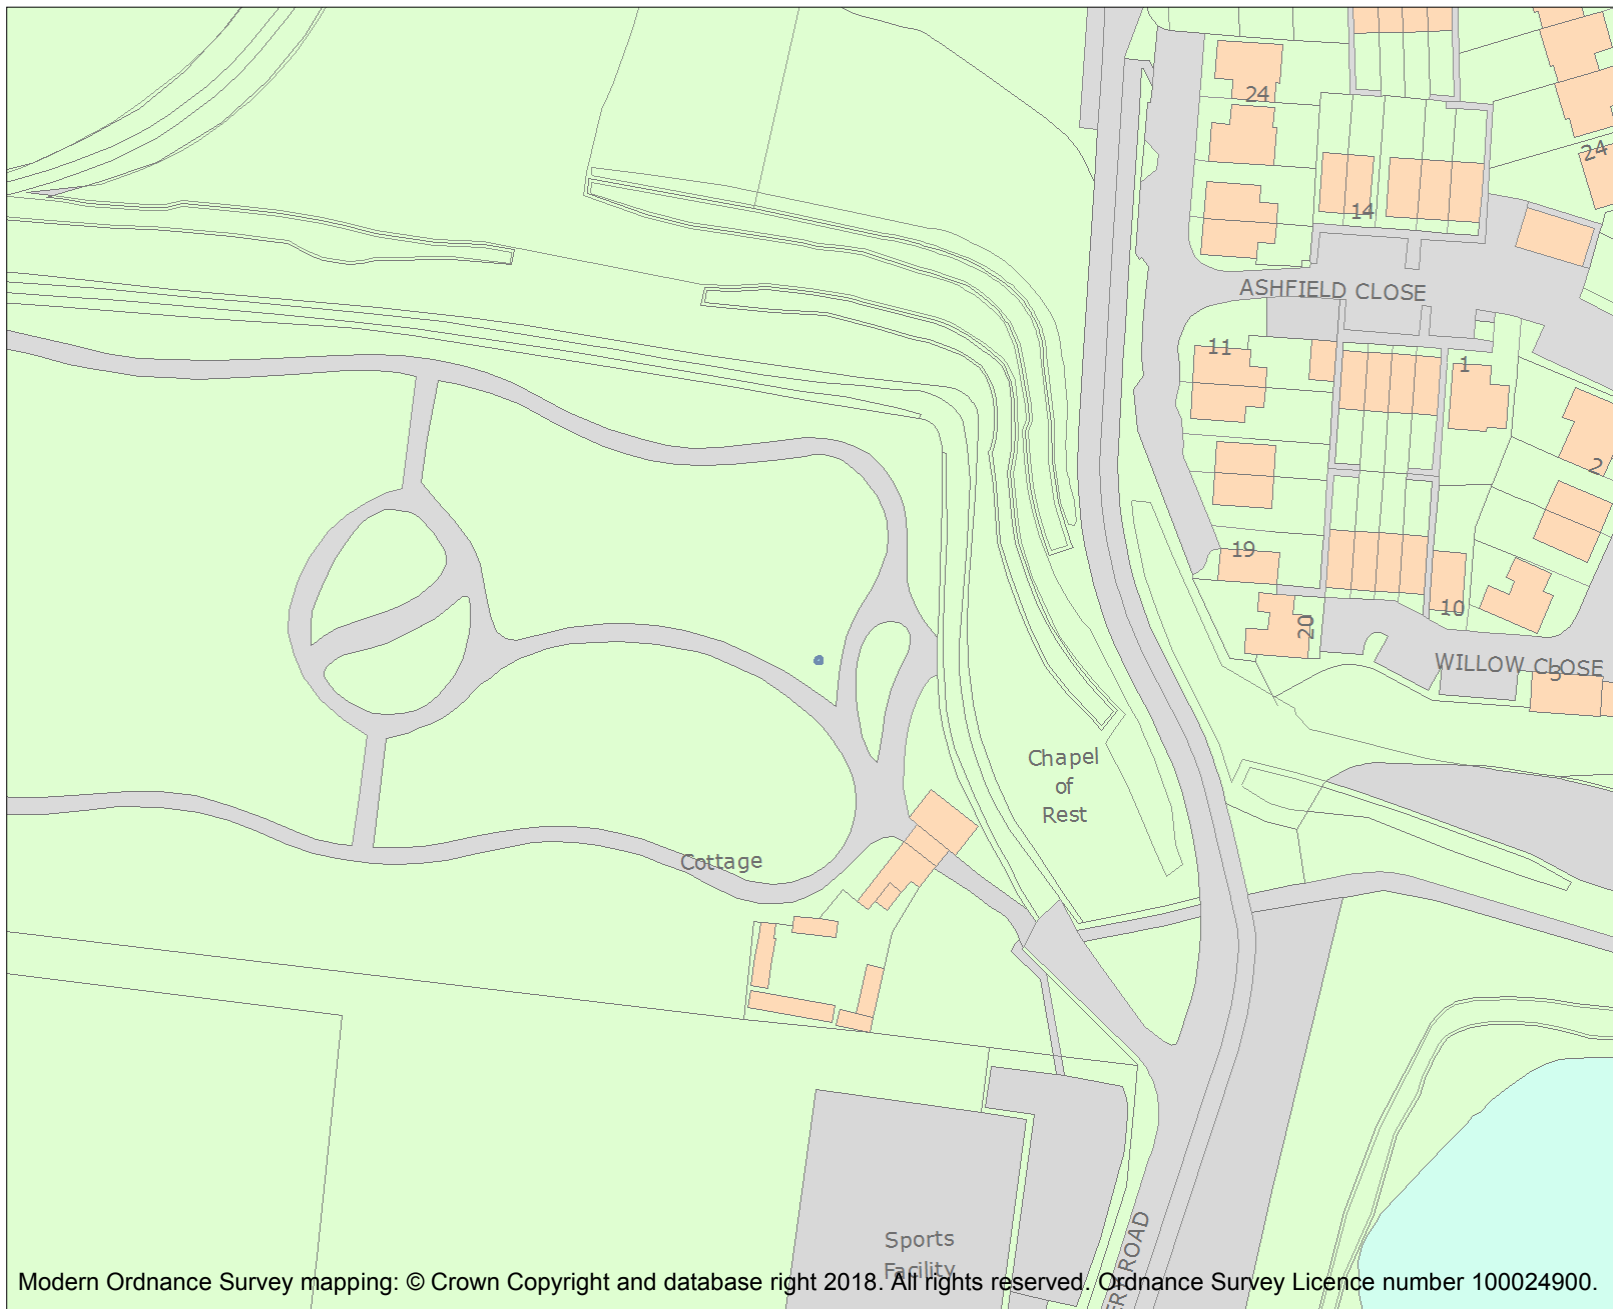 24
24
14
ASHFIELD CLOSE
11
1
2
19
10
20
WILLOW CLOSE
3
Chapel
of
Rest
Cottage
Sports
Facility
ROAD
Modern Ordnance Survey mapping: © Crown Copyright and database right 2018. All rights reserved. Ordnance Survey Licence number 100024900.